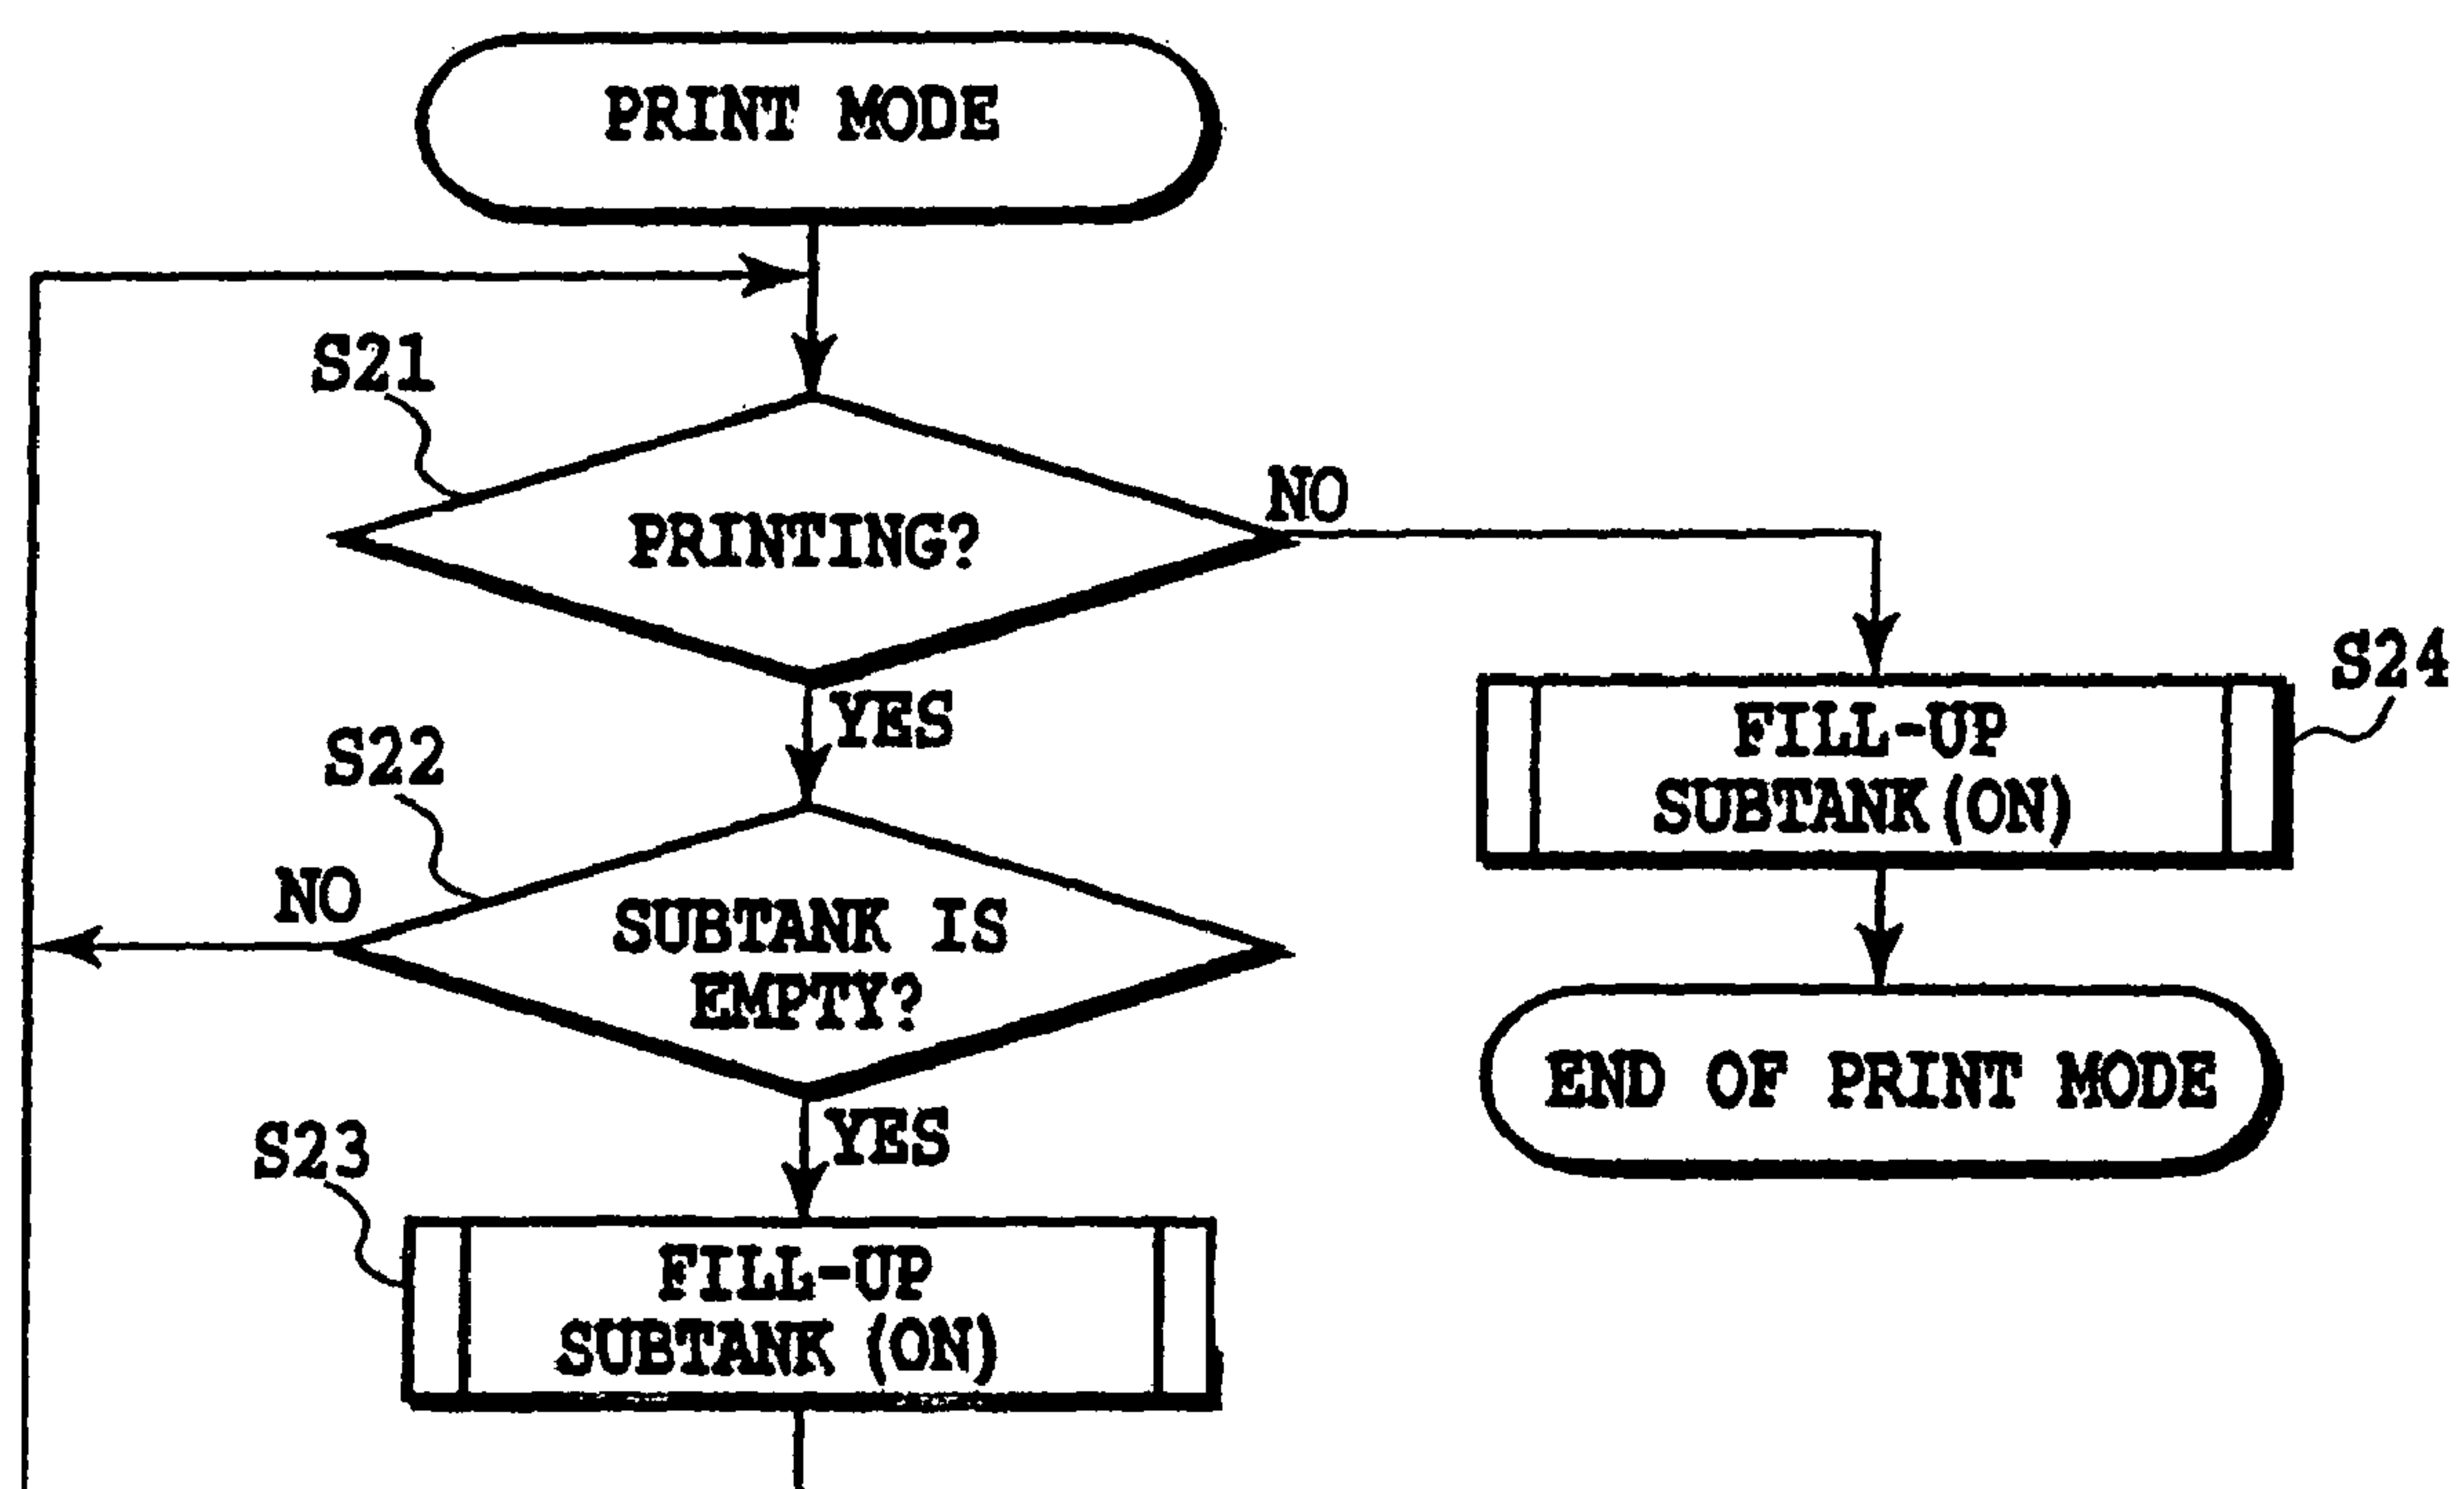 PRINT MODE
S21
PRINTING?
NO
YES
S24
FILL-UP
SUBTANK(ON)
S22
NO
SUBTANK IS
EMPTY?
END OF PRINT MODE
YES
S23
FILL-UP
SUBTANK (ON)